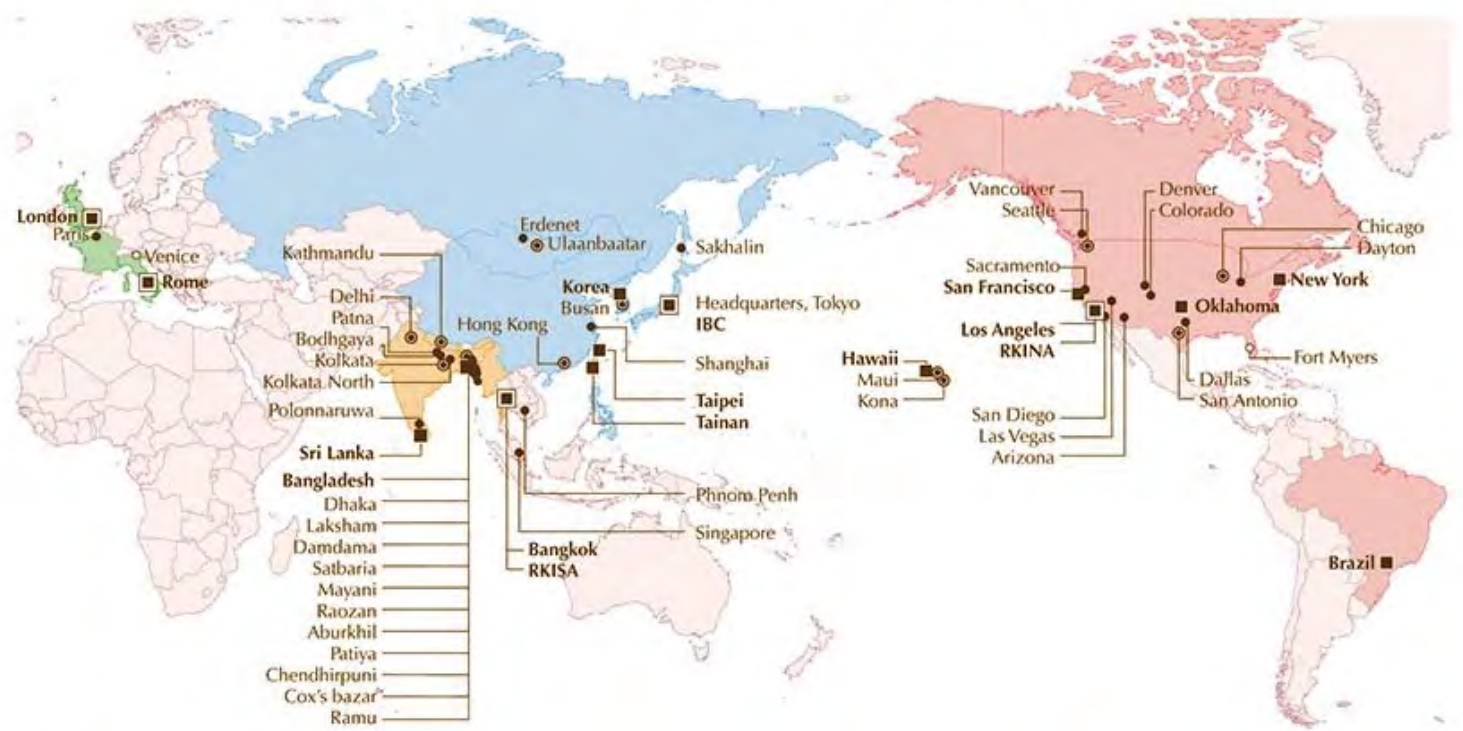 London
Paris
Venice
Rome
Kathmandu
Delhi
Patna
Bodhgaya
Kolkata
Kolkata North
Polonnaruwa
Sri Lanka
Bangladesh
Dhaka
Laksham
Damdama
Satbaria
Mayani
Raozan
Aburkhil
Patiya
Chendhirpuni
Cox's bazar
Ramu
Erdenet
Ulaanbaatar
Sakhalin
Korea
Busan
Headquarters, Tokyo
IBC
Hong Kong
Shanghai
Taipei
Tainan
Phnom Penh
Singapore
Bangkok
RKISA
Vancouver
Seattle
Denver
Colorado
Chicago
Dayton
Sacramento
San Francisco
New York
Oklahoma
Los Angeles
RKINA
Hawaii
Maui
Kona
Fort Myers
Dallas
San Antonio
San Diego
Las Vegas
Arizona
Brazil